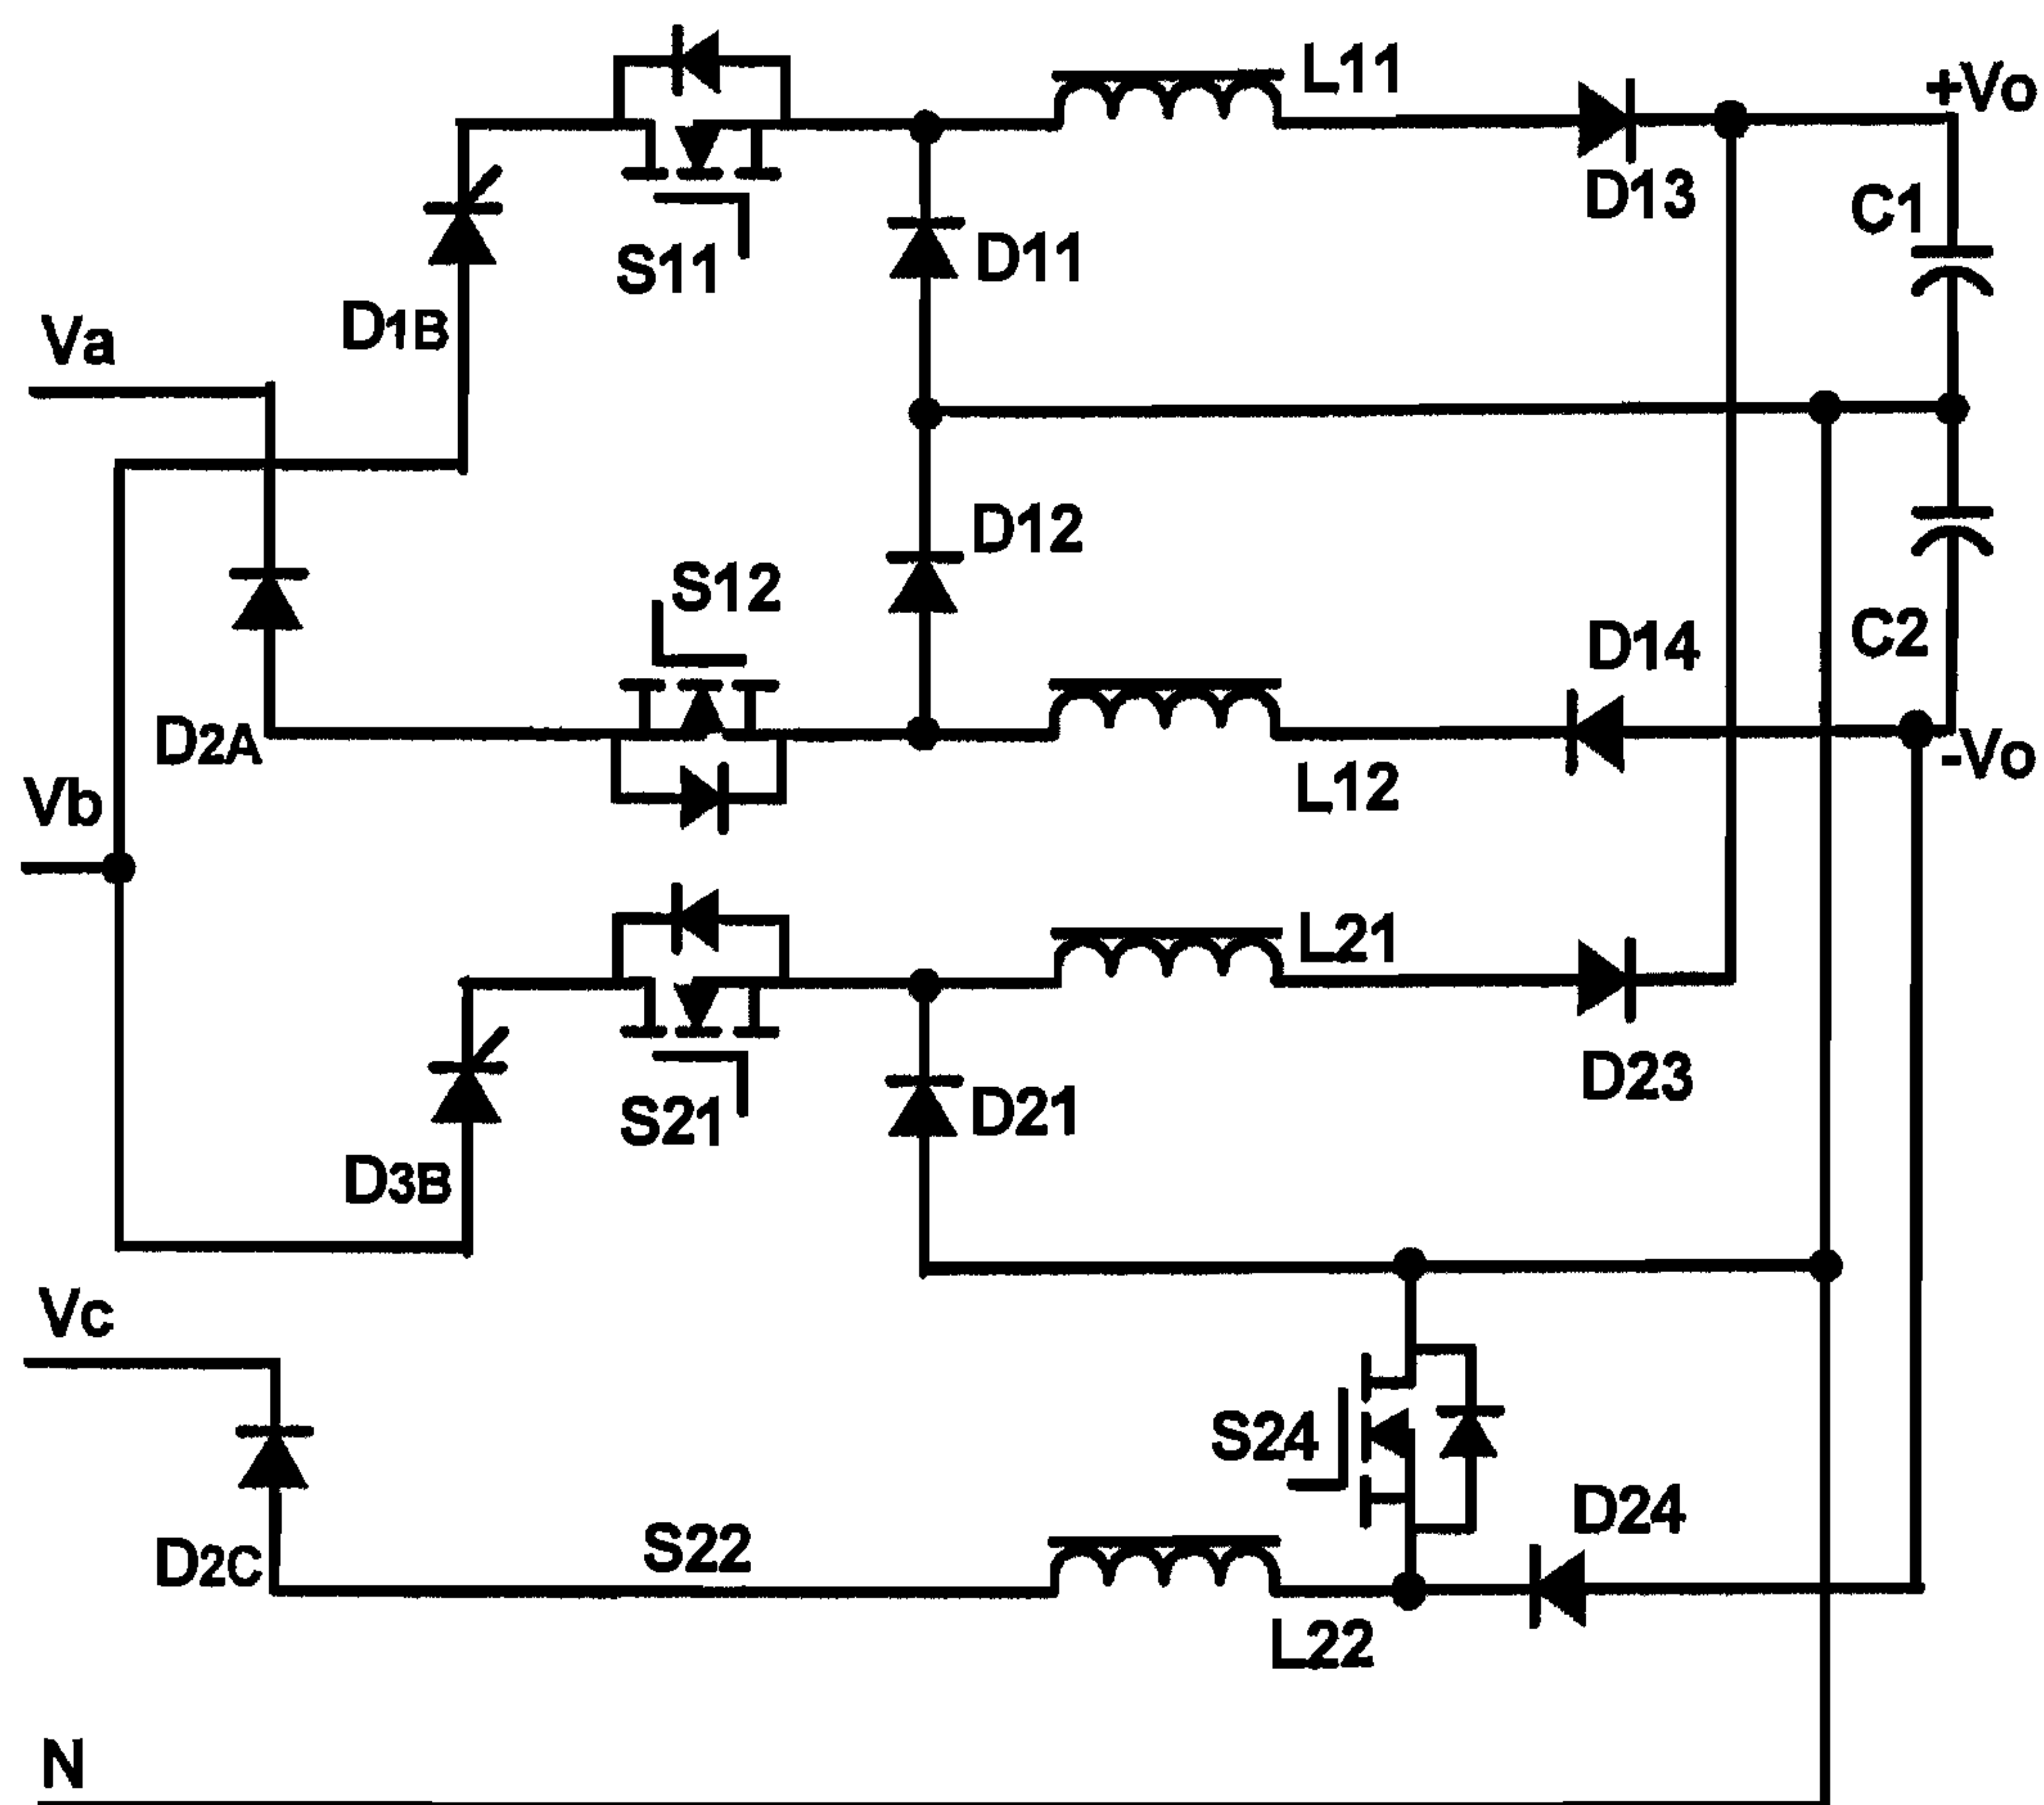 L11
+Vo
D13
C1
S11
D11
D1B
Va
D12
S12
D14
C2
D2A
-Vo
L12
Vb
L21
D23
S21
D21
D3B
Vc
S24
D24
S22
D2C
L22
N